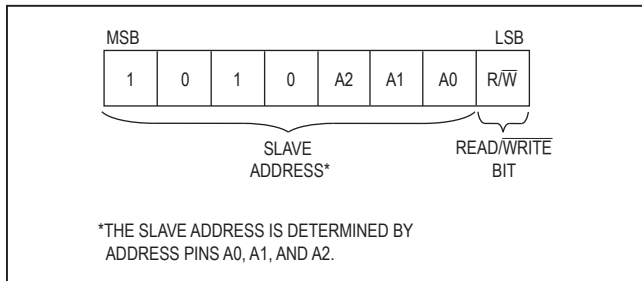 MSB LSB
1 0 1 0 A2 A1 A0 R/W̅
SLAVE READ/W̅R̅I̅T̅E̅
ADDRESS* BIT
*THE SLAVE ADDRESS IS DETERMINED BY
ADDRESS PINS A0, A1, AND A2.